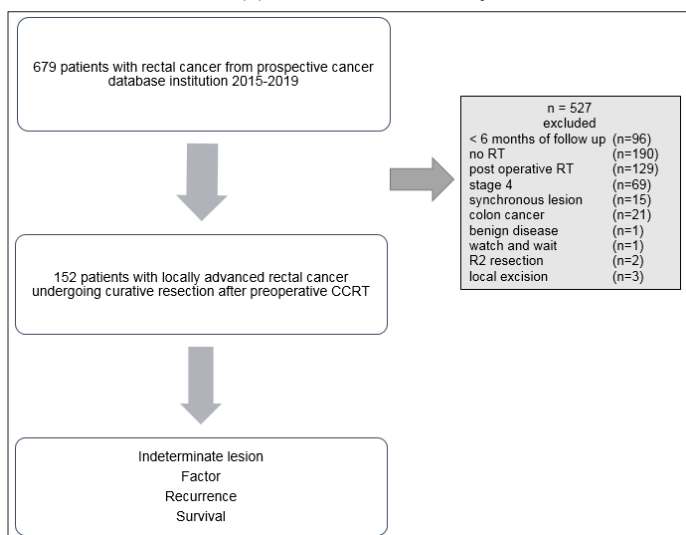 679 patients with rectal cancer from prospective cancer
database institution 2015-2019
n = 527
excluded
< 6 months of follow up (n=96)
no RT (n=190)
post operative RT (n=129)
stage 4 (n=69)
synchronous lesion (n=15)
colon cancer (n=21)
benign disease (n=1)
watch and wait (n=1)
R2 resection (n=2)
local excision (n=3)
152 patients with locally advanced rectal cancer
undergoing curative resection after preoperative CCRT
Indeterminate lesion
Factor
Recurrence
Survival